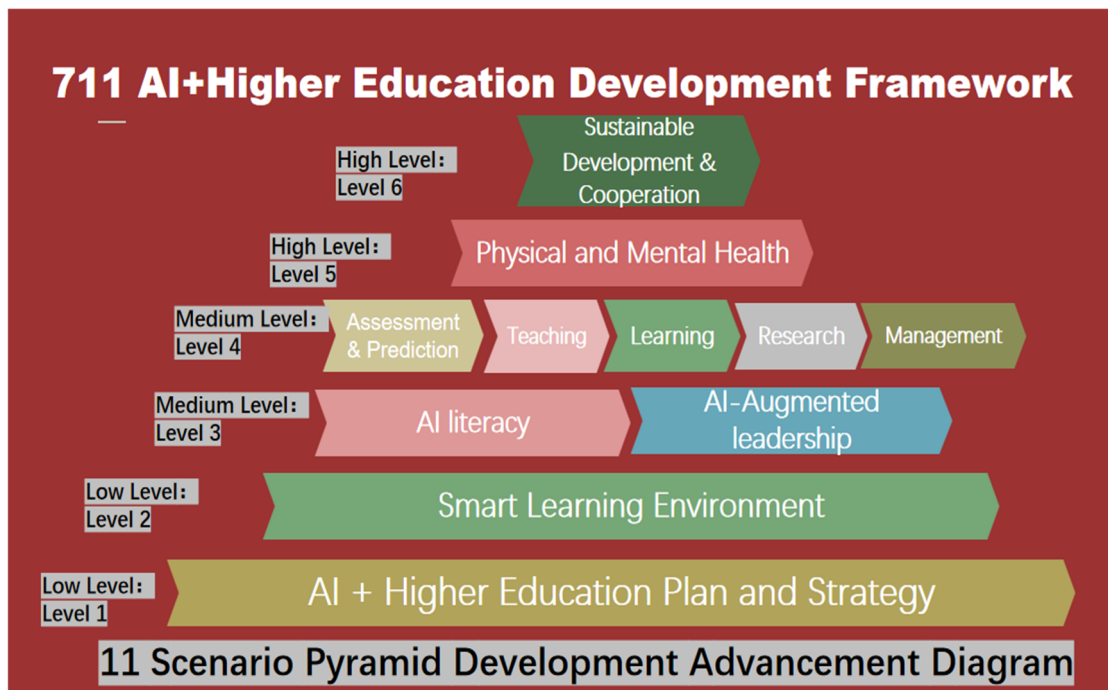 711 AI+Higher Education Development Framework
Sustainable
Development &
Cooperation
High Level：
Level 6
High Level：
Level 5
Physical and Mental Health
Medium Level：
Level 4
Assessment
& Prediction
Teaching
Learning
Research
Management
Medium Level：
Level 3
AI literacy
AI-Augmented
leadership
Low Level：
Level 2
Smart Learning Environment
Low Level：
Level 1
AI + Higher Education Plan and Strategy
11 Scenario Pyramid Development Advancement Diagram